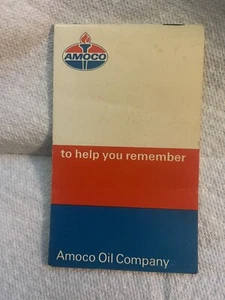 AMOCO
to help you remember
Amoco Oil Company